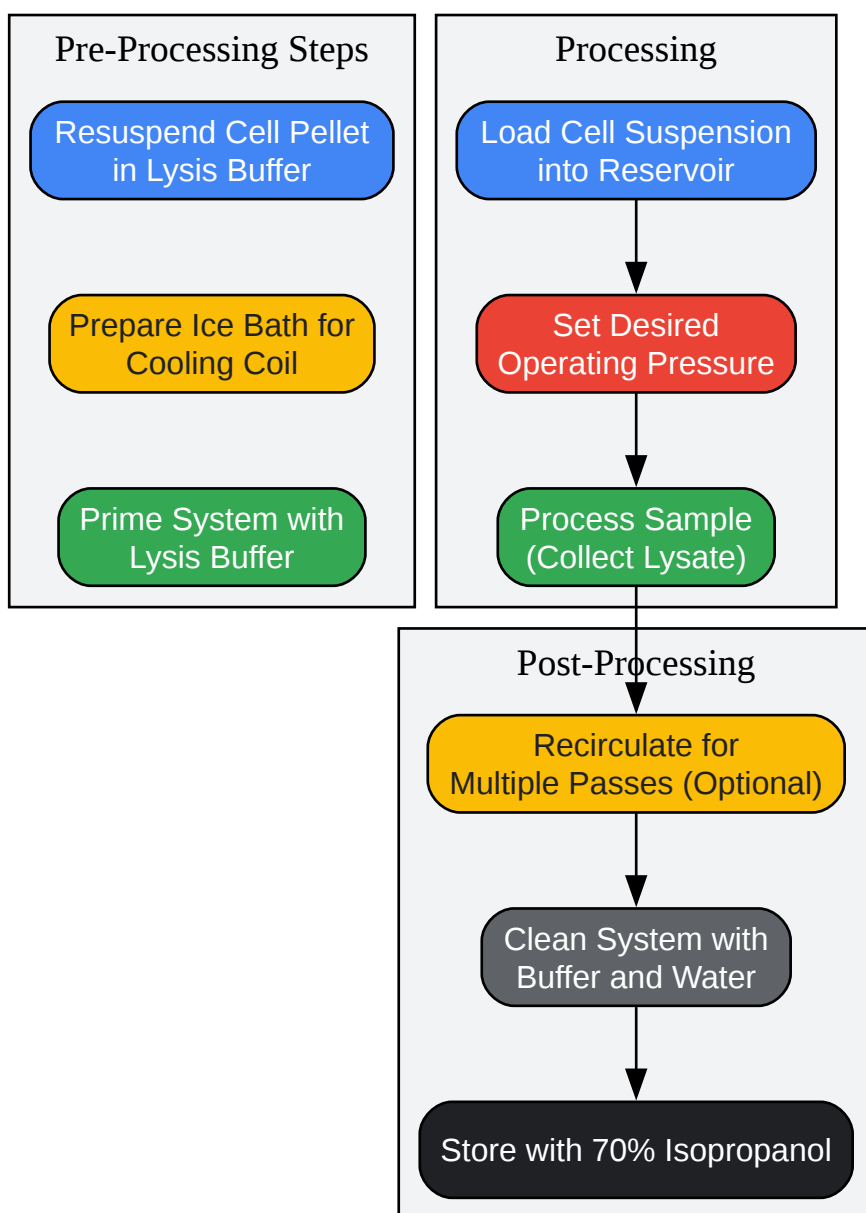 Pre-Processing Steps
Resuspend Cell Pellet
in Lysis Buffer
Prepare Ice Bath for
Cooling Coil
Prime System with
Lysis Buffer
Processing
Load Cell Suspension
into Reservoir
Set Desired
Operating Pressure
Process Sample
(Collect Lysate)
Post-Processing
Recirculate for
Multiple Passes (Optional)
Clean System with
Buffer and Water
Store with 70% Isopropanol